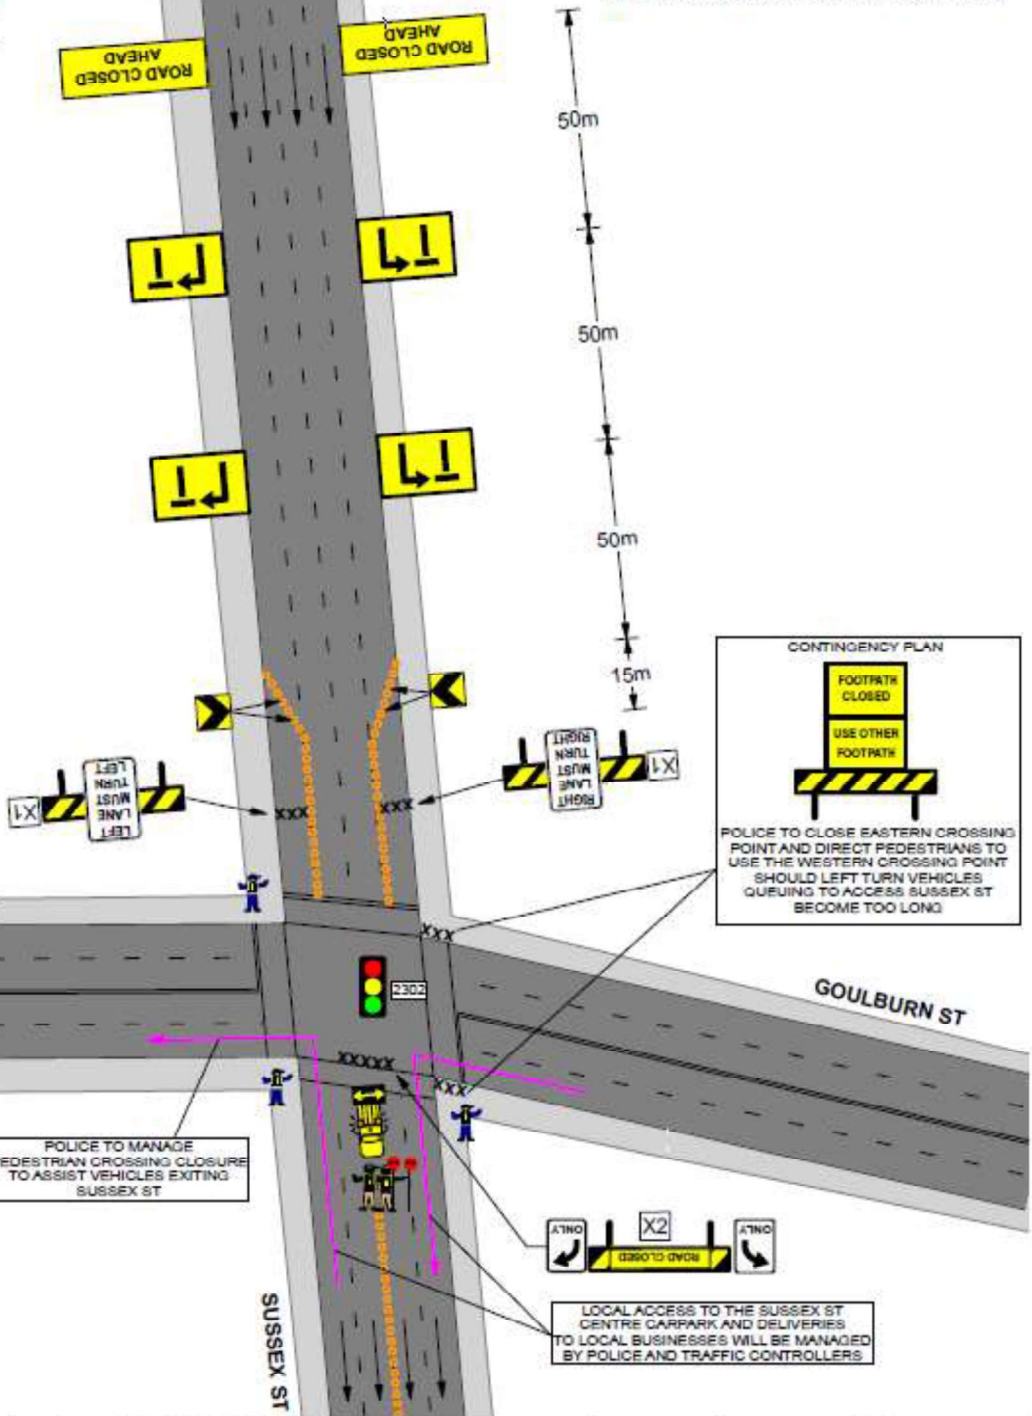 ROAD CLOSED
AHEAD
ROAD CLOSED
AHEAD
50m
50m
50m
15m
CONTINGENCY PLAN
FOOTPATH
CLOSED
USE OTHER
FOOTPATH
POLICE TO CLOSE EASTERN CROSSING
POINT AND DIRECT PEDESTRIANS TO
USE THE WESTERN CROSSING POINT
SHOULD LEFT TURN VEHICLES
QUEUING TO ACCESS SUSSEX ST
BECOME TOO LONG
X1
LEFT
LANE
MUST
TURN
LEFT
RIGHT
LANE
MUST
TURN
RIGHT
X1
XXX
XXX
XXX
2302
GOULBURN ST
XXXXX
XXX
POLICE TO MANAGE
EDESTRIAN CROSSING CLOSURE
TO ASSIST VEHICLES EXITING
SUSSEX ST
ONLY
X2
ROAD CLOSED
ONLY
LOCAL ACCESS TO THE SUSSEX ST
CENTRE CARPARK AND DELIVERIES
TO LOCAL BUSINESSES WILL BE MANAGED
BY POLICE AND TRAFFIC CONTROLLERS
SUSSEX ST